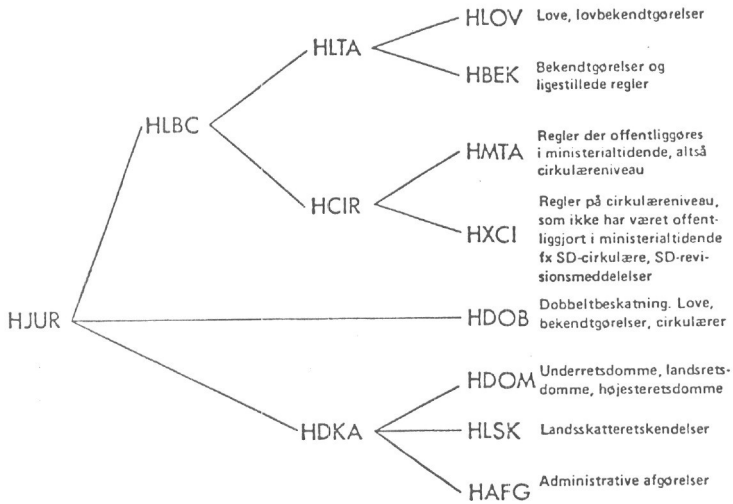 HLOV Love, lovbekendtgørelser
HLTA
HBEK Bekendtgørelser og
ligestillede regler
HLBC
HMTA Regler der offentliggøres
i ministerialtidende, altså
cirkulæreniveau
HCIR
HXCI Regler på cirkulæreniveau,
som ikke har været offent-
liggjort i ministerialtidende
fx SD-cirkulære, SD-revi-
sionsmeddelelser
HJUR
HDOB Dobbeltbeskatning. Love,
bekendtgørelser, cirkulærer
HDOM Underretsdomme, landsrets-
domme, højesteretsdomme
HDKA
HLSK Landsskatteretskendelser
HAFG Administrative afgørelser